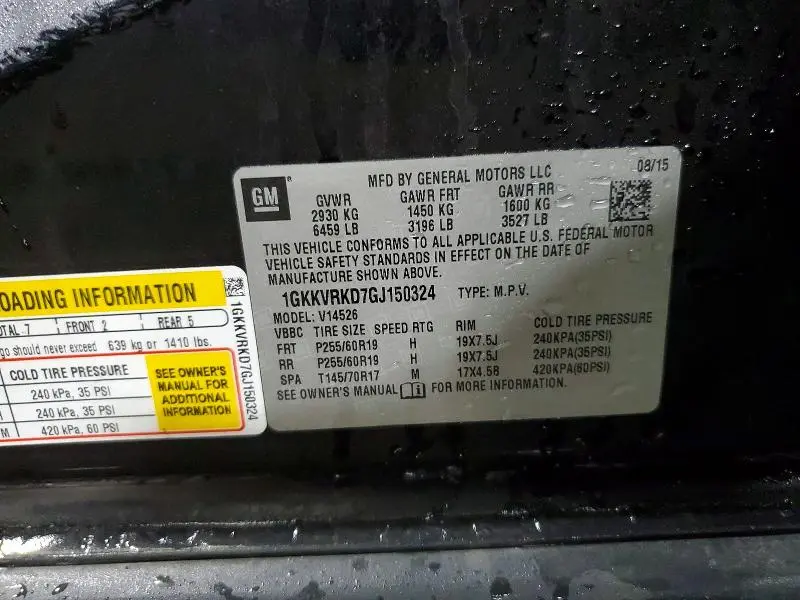 GM
MFD BY GENERAL MOTORS LLC
08/15
GVWR GAWR FRT GAWR RR
2930 KG 1450 KG 1600 KG
6459 LB 3196 LB 3527 LB
THIS VEHICLE CONFORMS TO ALL APPLICABLE U.S. FEDERAL MOTOR
VEHICLE SAFETY STANDARDS IN EFFECT ON THE DATE OF
MANUFACTURE SHOWN ABOVE.
1GKKVRKD7GJ150324 TYPE: M.P.V.
MODEL: V14526
VBBC TIRE SIZE SPEED RTG RIM COLD TIRE PRESSURE
FRT P255/60R19 H 19X7.5J 240KPA(35PSI)
RR P255/60R19 H 19X7.5J 240KPA(35PSI)
SPA T145/70R17 M 17X4.5B 420KPA(60PSI)
SEE OWNER'S MANUAL FOR MORE INFORMATION
OADING INFORMATION
OTAL 7 FRONT 2 REAR 5
go should never exceed 639 kg or 1410 lbs.
COLD TIRE PRESSURE
240 kPa, 35 PSI
H 240 kPa, 35 PSI
M 420 kPa, 60 PSI
SEE OWNER'S
MANUAL FOR
ADDITIONAL
INFORMATION
1GKKVRKD7GJ150324